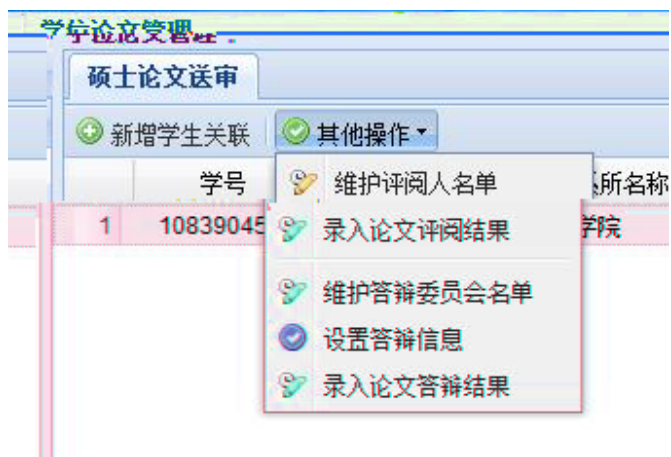 学位论文管理
硕士论文送审
新增学生关联 其他操作
学号 所名称
维护评阅人名单
1 10839045 学院
录入论文评阅结果
维护答辩委员会名单
设置答辩信息
录入论文答辩结果